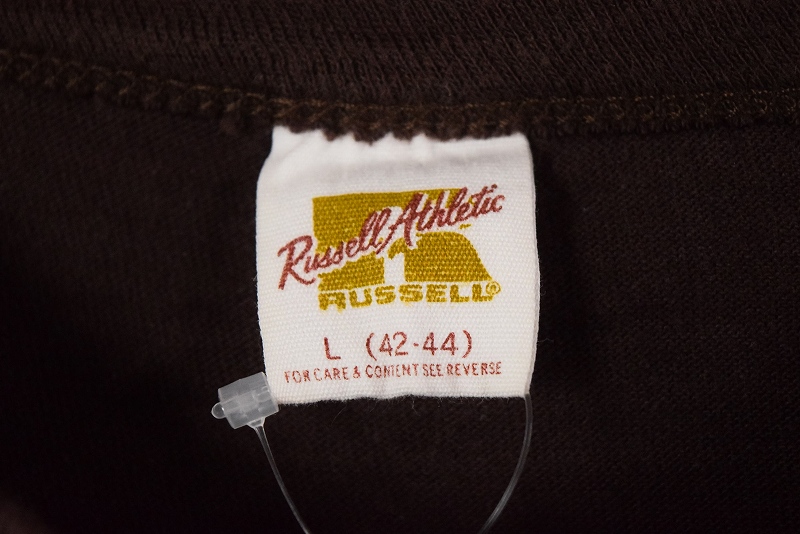 Russell Athletic
RUSSELL®
L (42-44)
FOR CARE & CONTENT SEE REVERSE